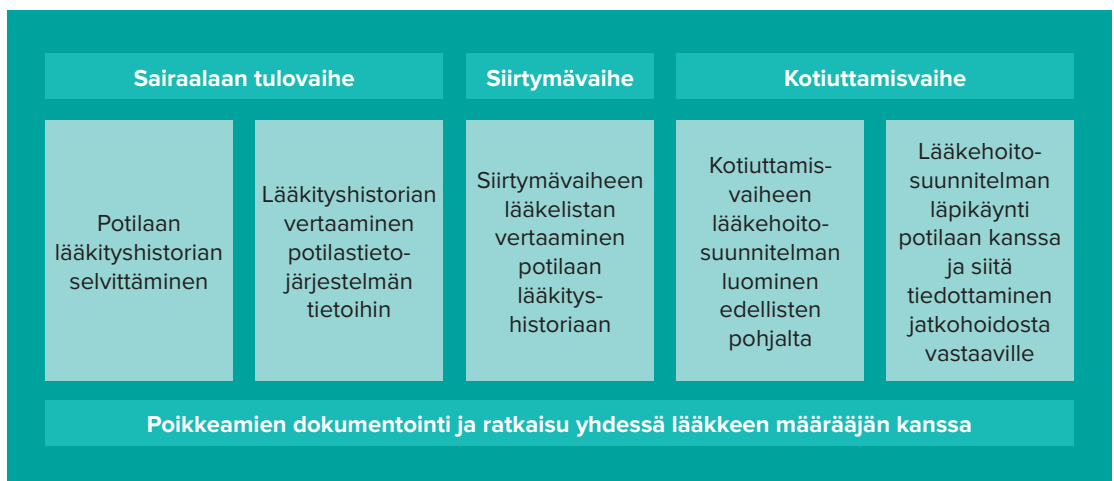 Sairaalaan tulovaihe
Siirtymävaihe
Kotiuttamisvaihe
Potilaan
lääkityshistorian
selvittäminen
Lääkityshistorian
vertaaminen
potilastieto-
järjestelmän
tietoihin
Siirtymävaiheen
lääkelistan
vertaaminen
potilaan
lääkitys-
historiaan
Kotiuttamis-
vaiheen
lääkehoito-
suunnitelman
luominen
edellisten
pohjalta
Lääkehoito-
suunnitelman
läpikäynti
potilaan kanssa
ja siitä
tiedottaminen
jatkohoidosta
vastaaville
Poikkeamien dokumentointi ja ratkaisu yhdessä lääkkeen määrääjän kanssa